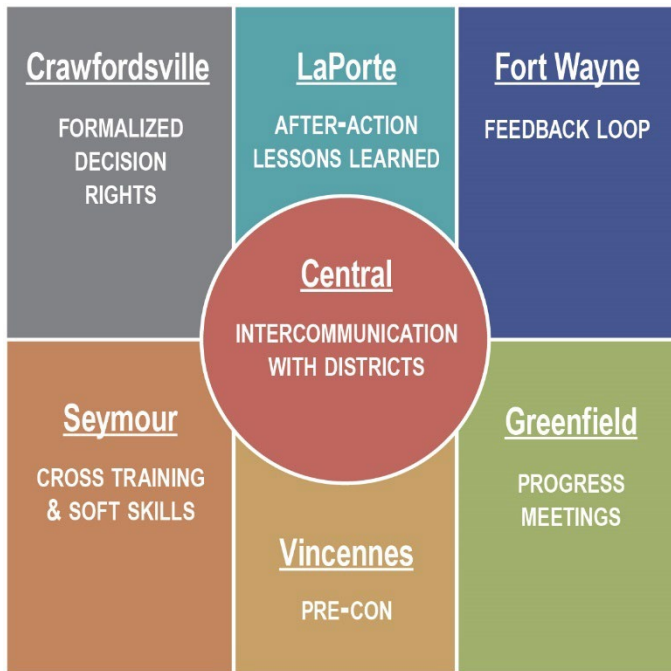 Crawfordsville
FORMALIZED
DECISION
RIGHTS
LaPorte
AFTER-ACTION
LESSONS LEARNED
Fort Wayne
FEEDBACK LOOP
Central
INTERCOMMUNICATION
WITH DISTRICTS
Seymour
CROSS TRAINING
& SOFT SKILLS
Vincennes
PRE-CON
Greenfield
PROGRESS
MEETINGS